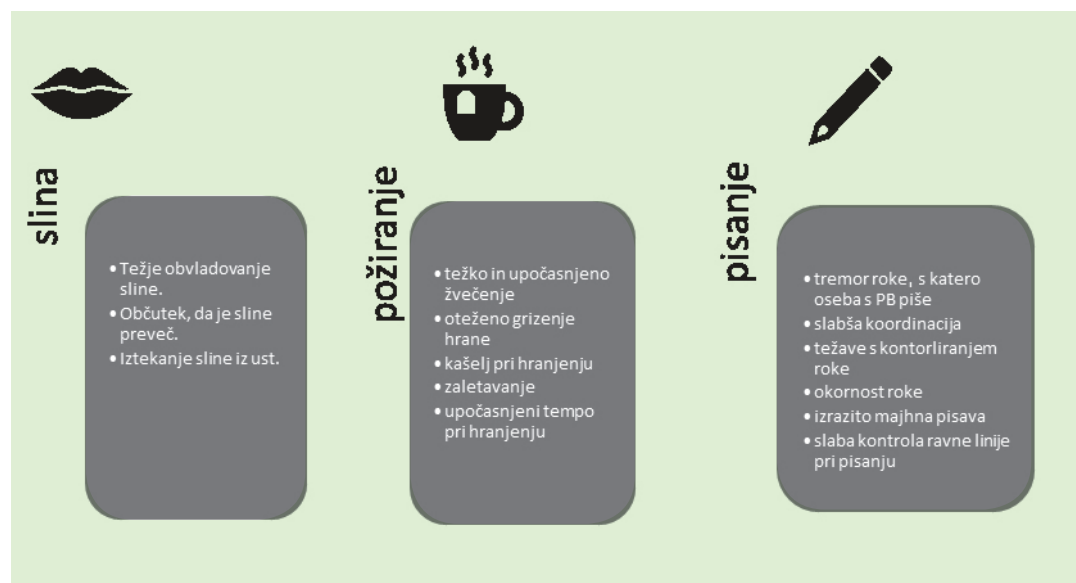 slina
• Težje obvladovanje
sline.
• Občutek, da je sline
preveč.
• Iztekanje sline iz ust.
požiranje
• težko in upočasnjeno
žvečenje
• oteženo grizenje
hrane
• kašelj pri hranjenju
• zaletavanje
• upočasnjeni tempo
pri hranjenju
pisanje
• tremor roke, s katero
oseba s PB piše
• slabša koordinacija
• težave s kontorliranjem
roke
• okornost roke
• izrazito majhna pisava
• slaba kontrola ravne linije
pri pisanju